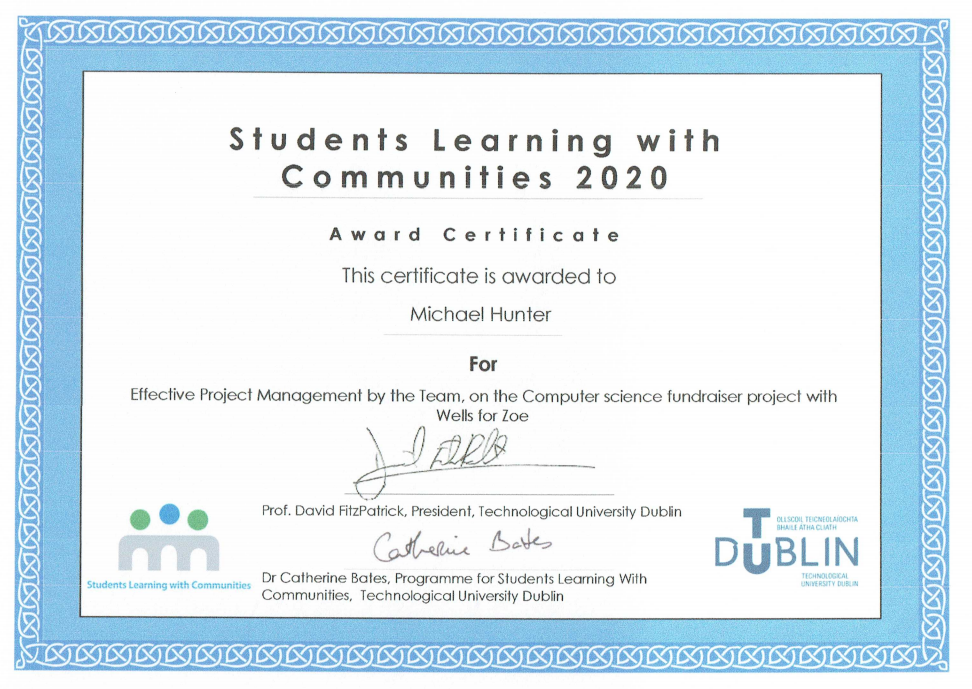 Students Learning with
Communities 2020
Award Certificate
This certificate is awarded to
Michael Hunter
For
Effective Project Management by the Team, on the Computer science fundraiser project with
Wells for Zoe
Prof. David FitzPatrick, President, Technological University Dublin
Catherine Bates
Dr Catherine Bates, Programme for Students Learning With
Communities, Technological University Dublin
Students Learning with Communities
OLLSCOIL TEICNEOLAÍOCHTA
BHAILE ÁTHA CLIATH
TU DUBLIN
TECHNOLOGICAL
UNIVERSITY DUBLIN